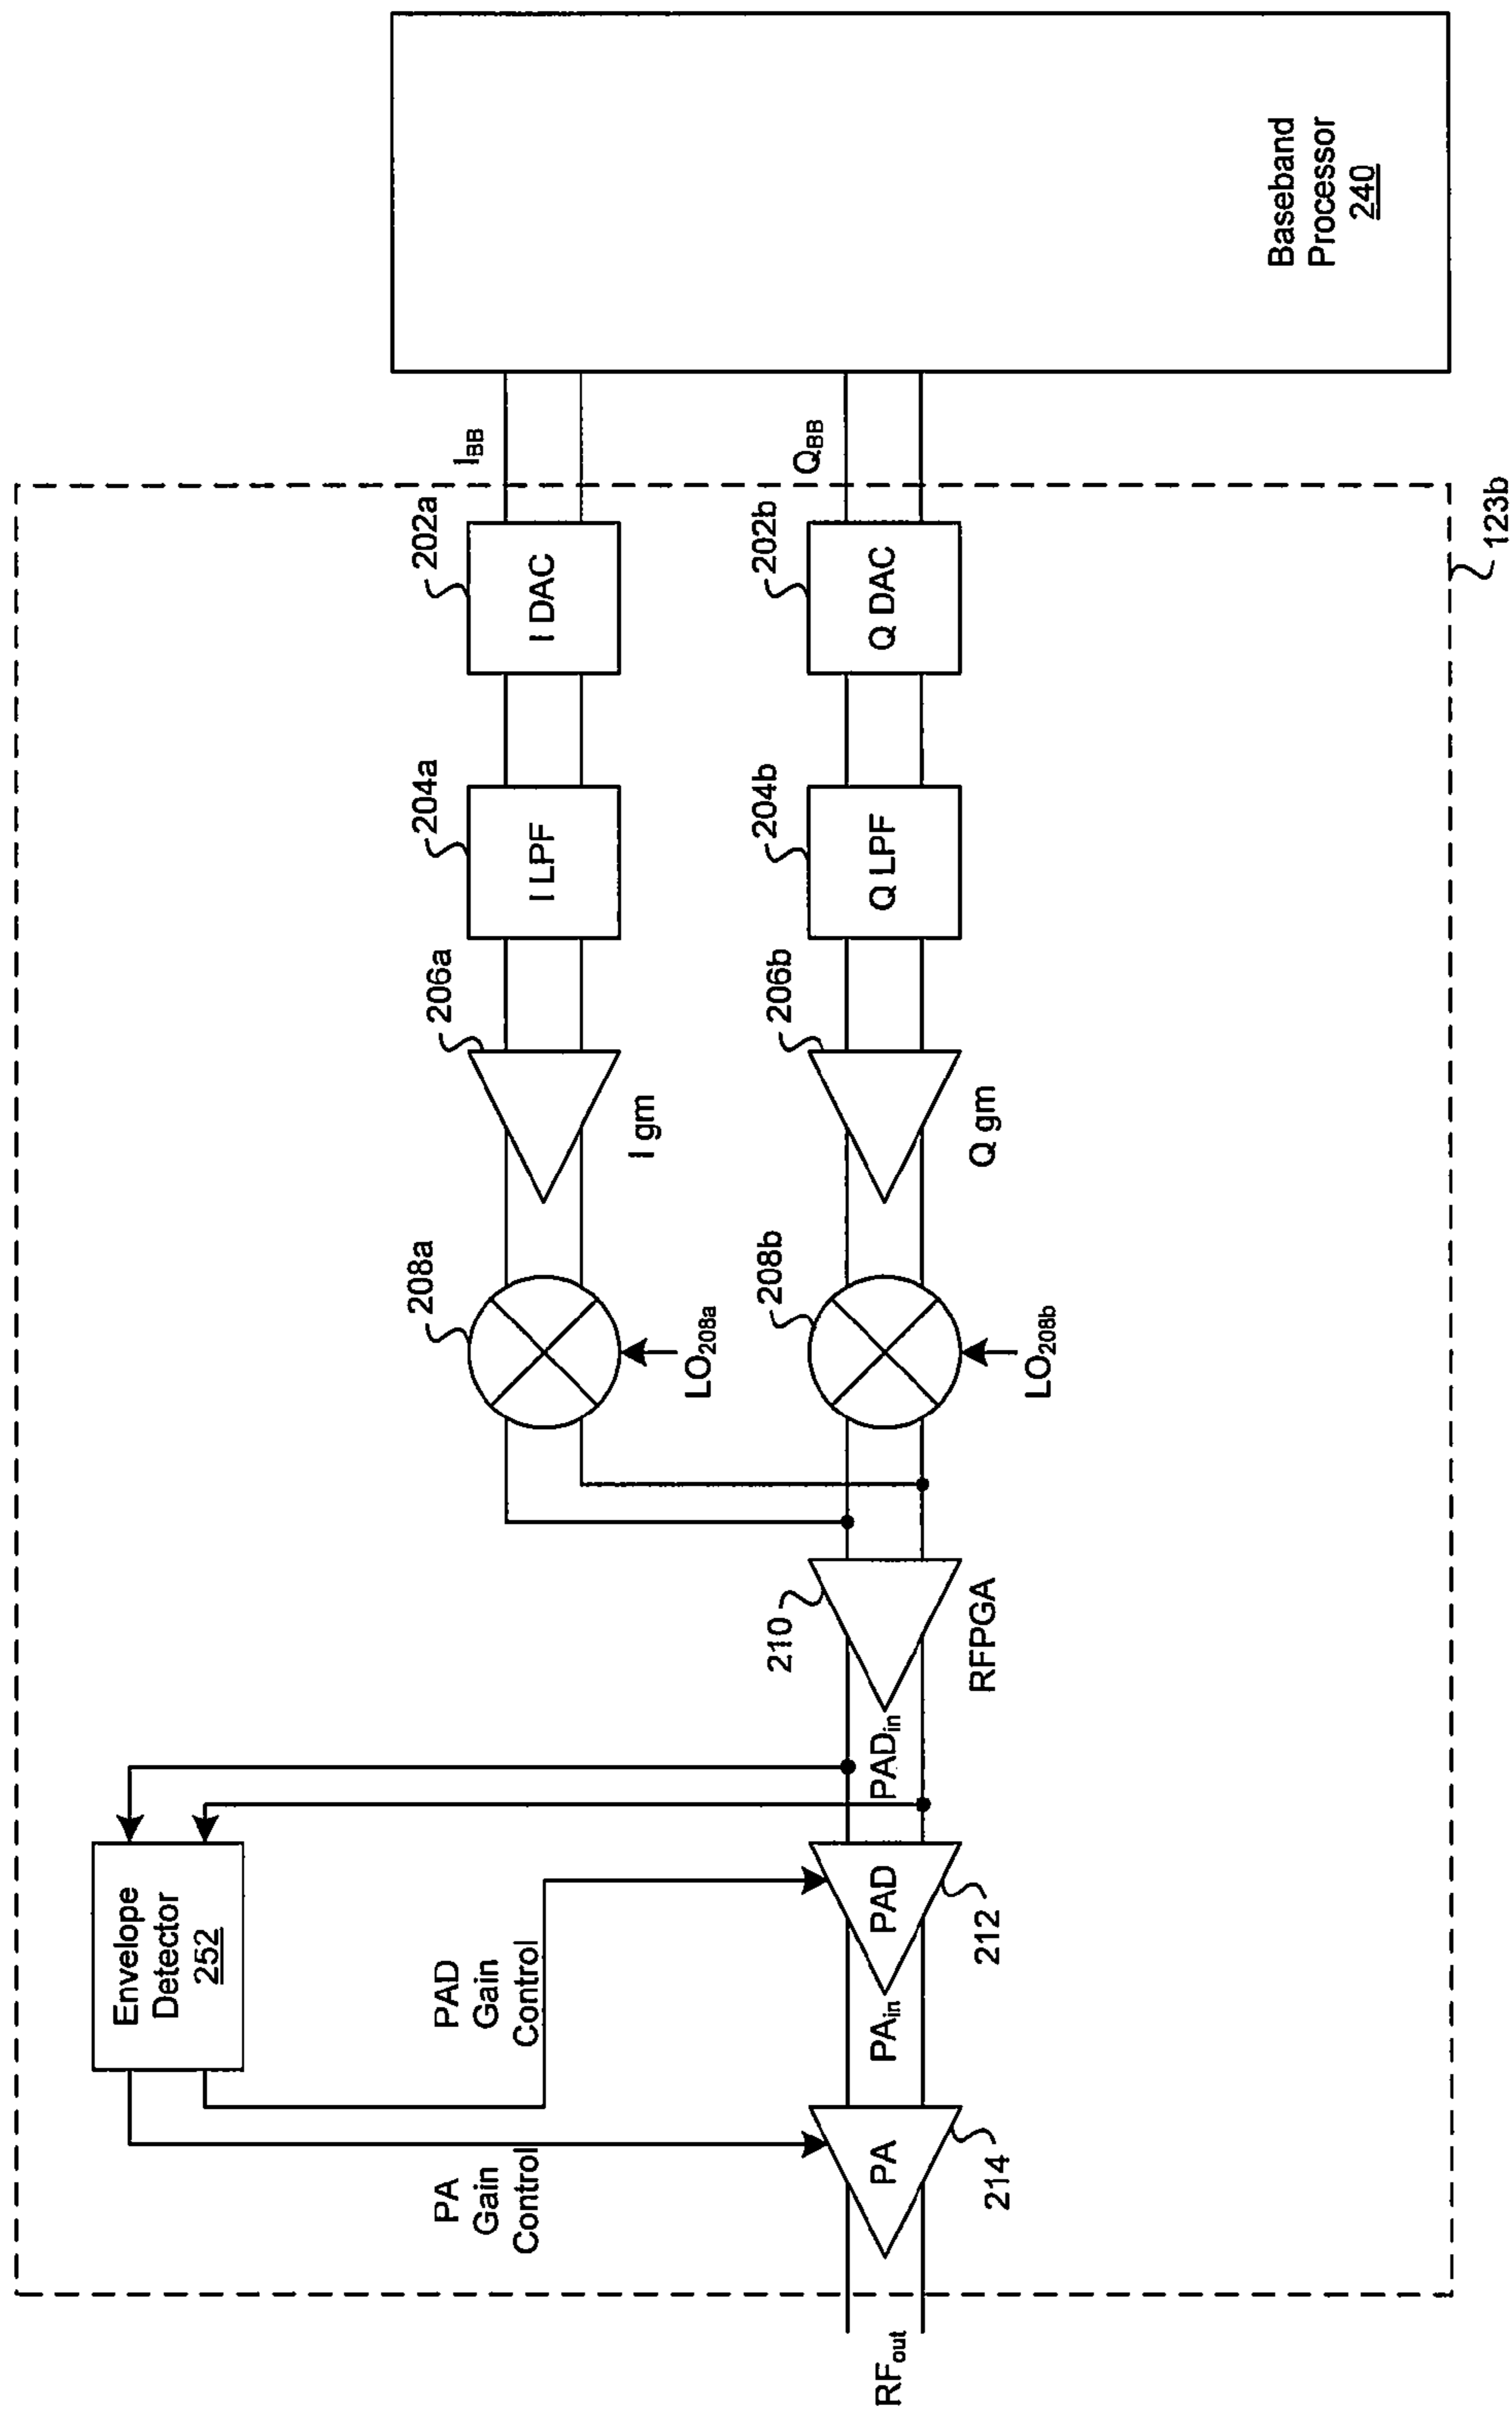 Envelope
Detector
252
PA
Gain
Control
PAD
Gain
Control
208a
206a
204a
202a
I LPF
I DAC
I gm
LO208a
IBB
210
208b
206b
204b
202b
QBB
RFout
PA
PAin
PAD
PADin
Q LPF
Q DAC
214
212
RFPGA
Q gm
LO208b
Baseband
Processor
240
123b